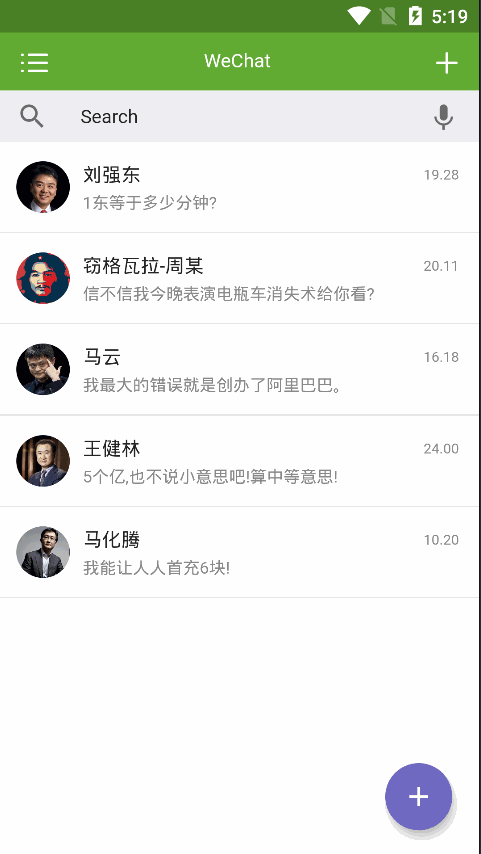 5:19
WeChat
Search
刘强东
19.28
1东等于多少分钟?
窃格瓦拉-周某
20.11
信不信我今晚表演电瓶车消失术给你看?
马云
16.18
我最大的错误就是创办了阿里巴巴。
王健林
24.00
5个亿,也不说小意思吧!算中等意思!
马化腾
10.20
我能让人人首充6块!